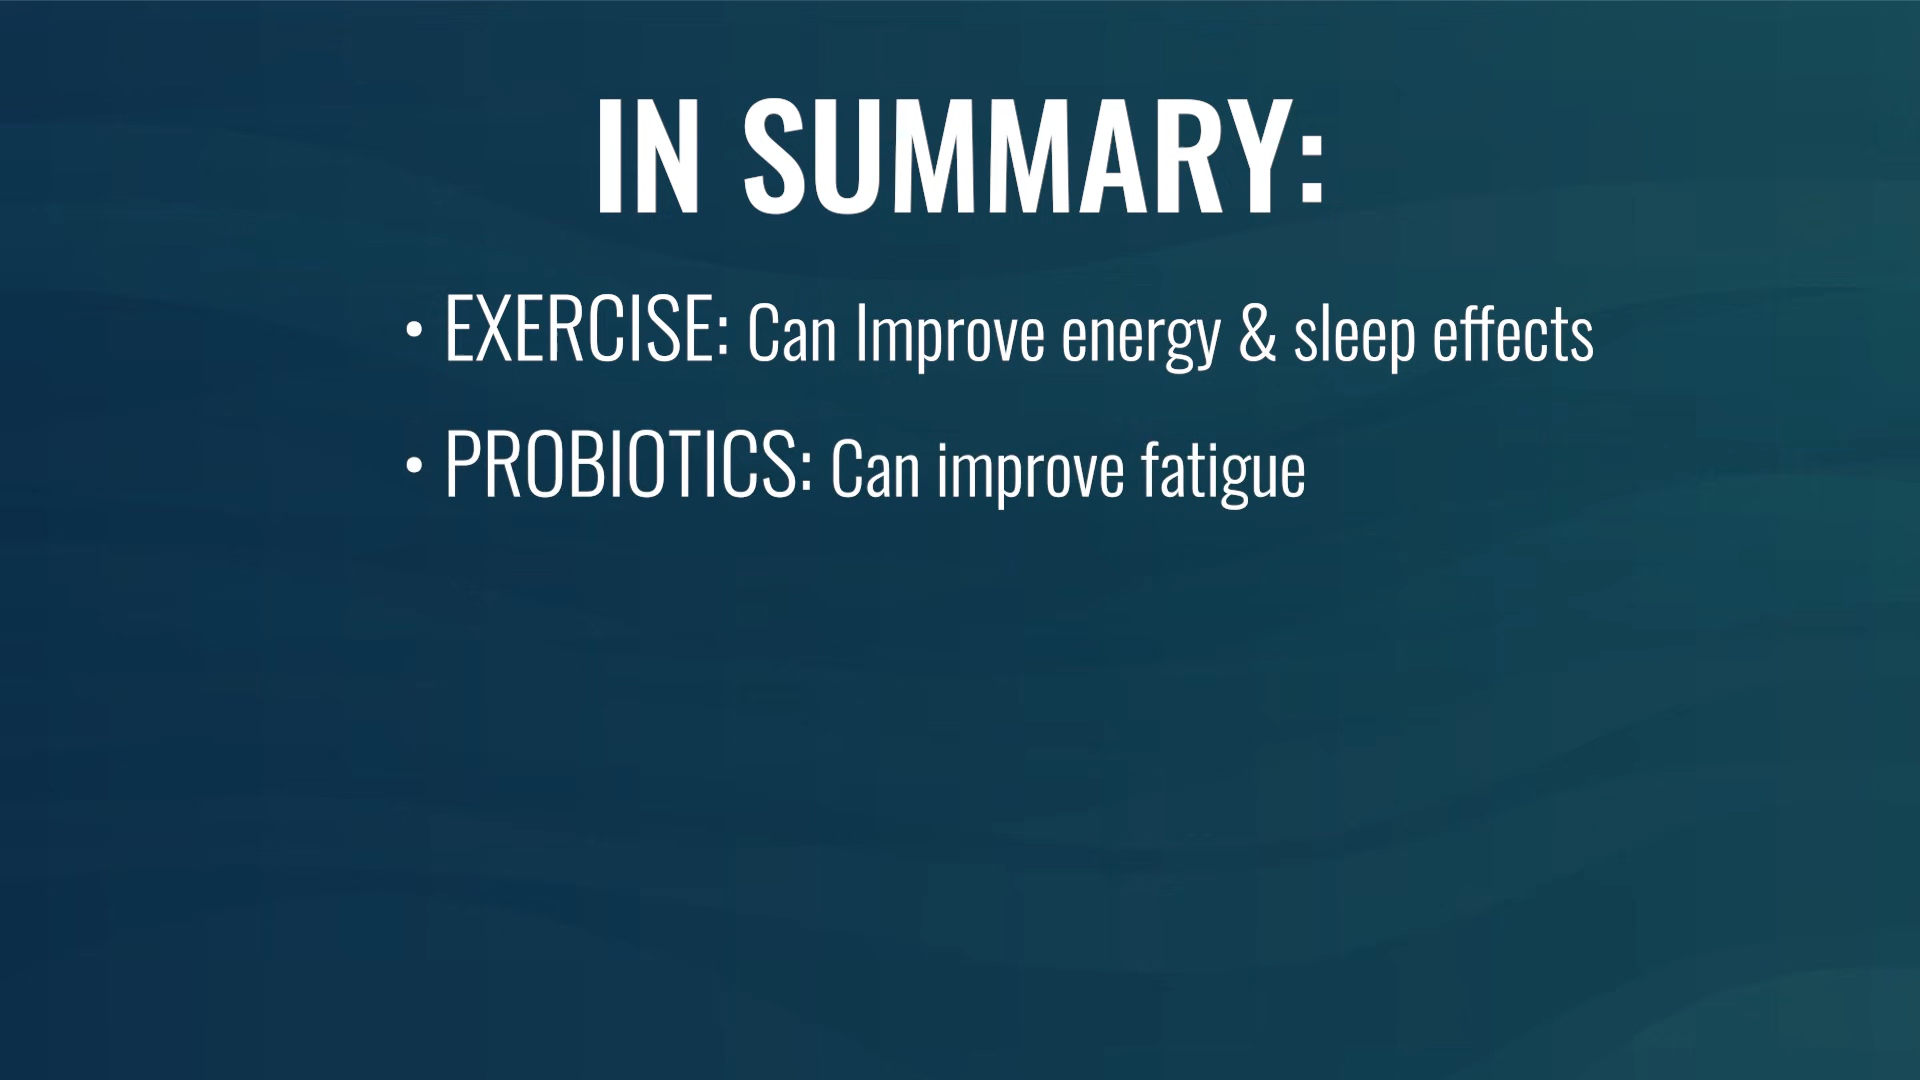 IN SUMMARY:
• EXERCISE: Can Improve energy & sleep effects
• PROBIOTICS: Can improve fatigue